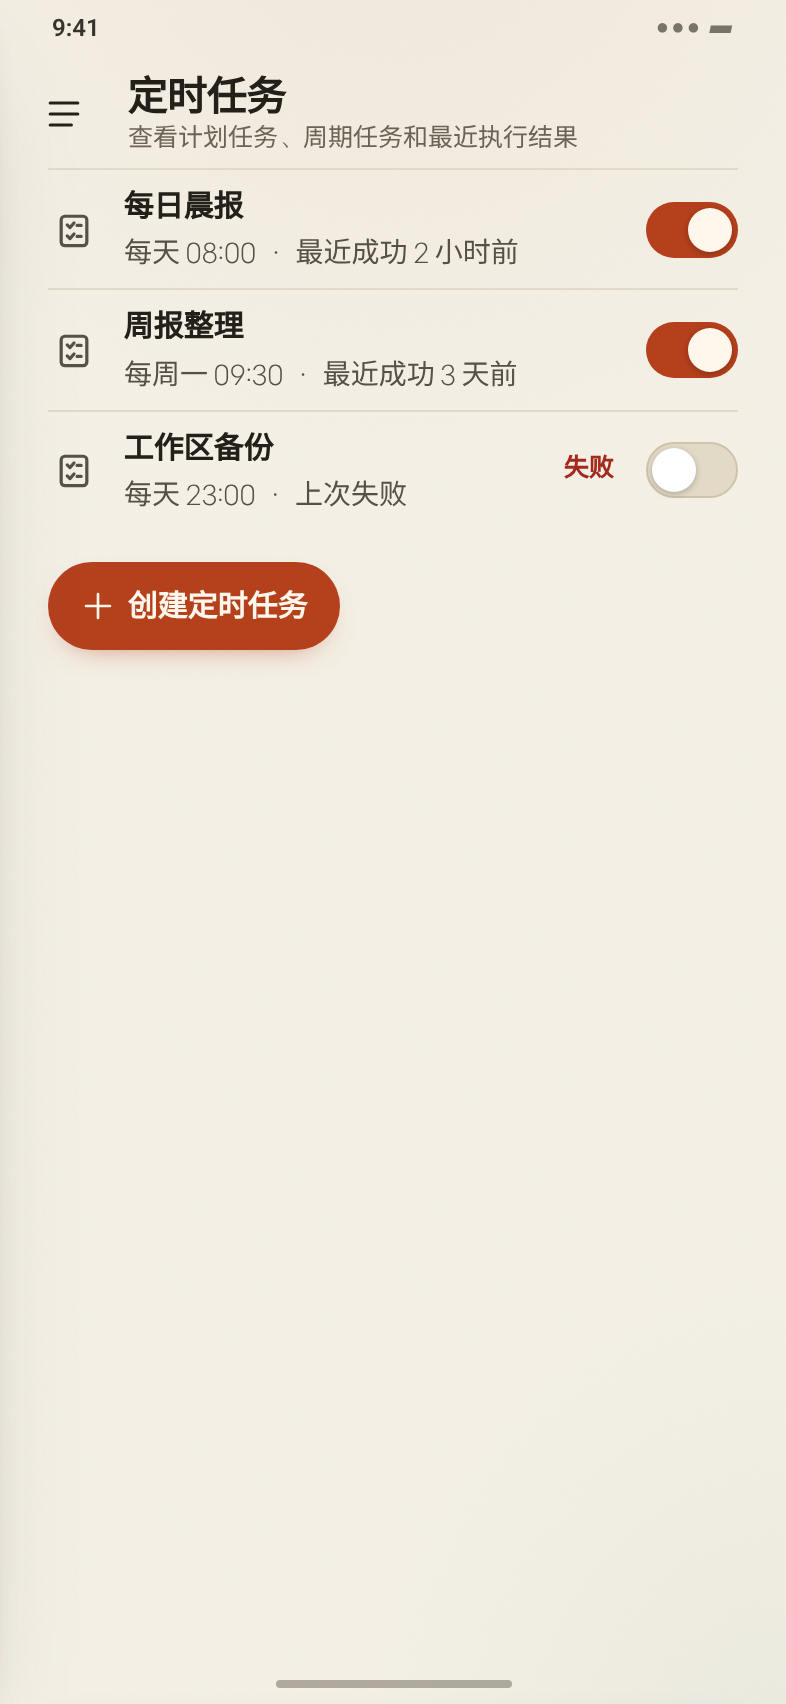 9:41
定时任务
查看计划任务、周期任务和最近执行结果
每日晨报
每天 08:00 · 最近成功 2 小时前
周报整理
每周一 09:30 · 最近成功 3 天前
工作区备份
每天 23:00 · 上次失败
失败
创建定时任务